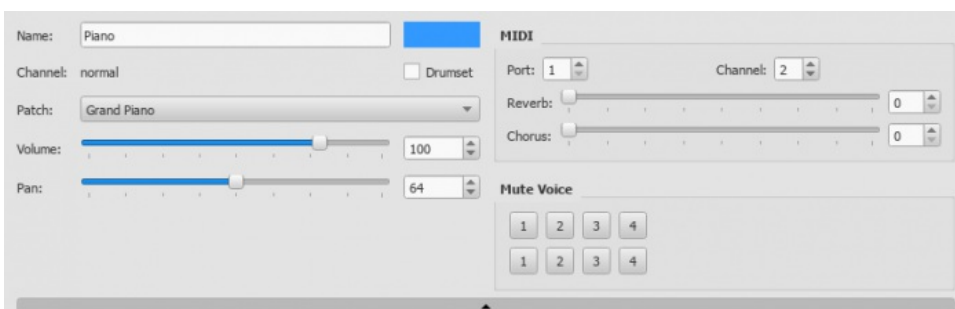 Name: Piano
Channel: normal Drumset
Patch: Grand Piano
Volume: 100
Pan: 64
MIDI
Port: 1 Channel: 2
Reverb: 0
Chorus: 0
Mute Voice
1 2 3 4
1 2 3 4